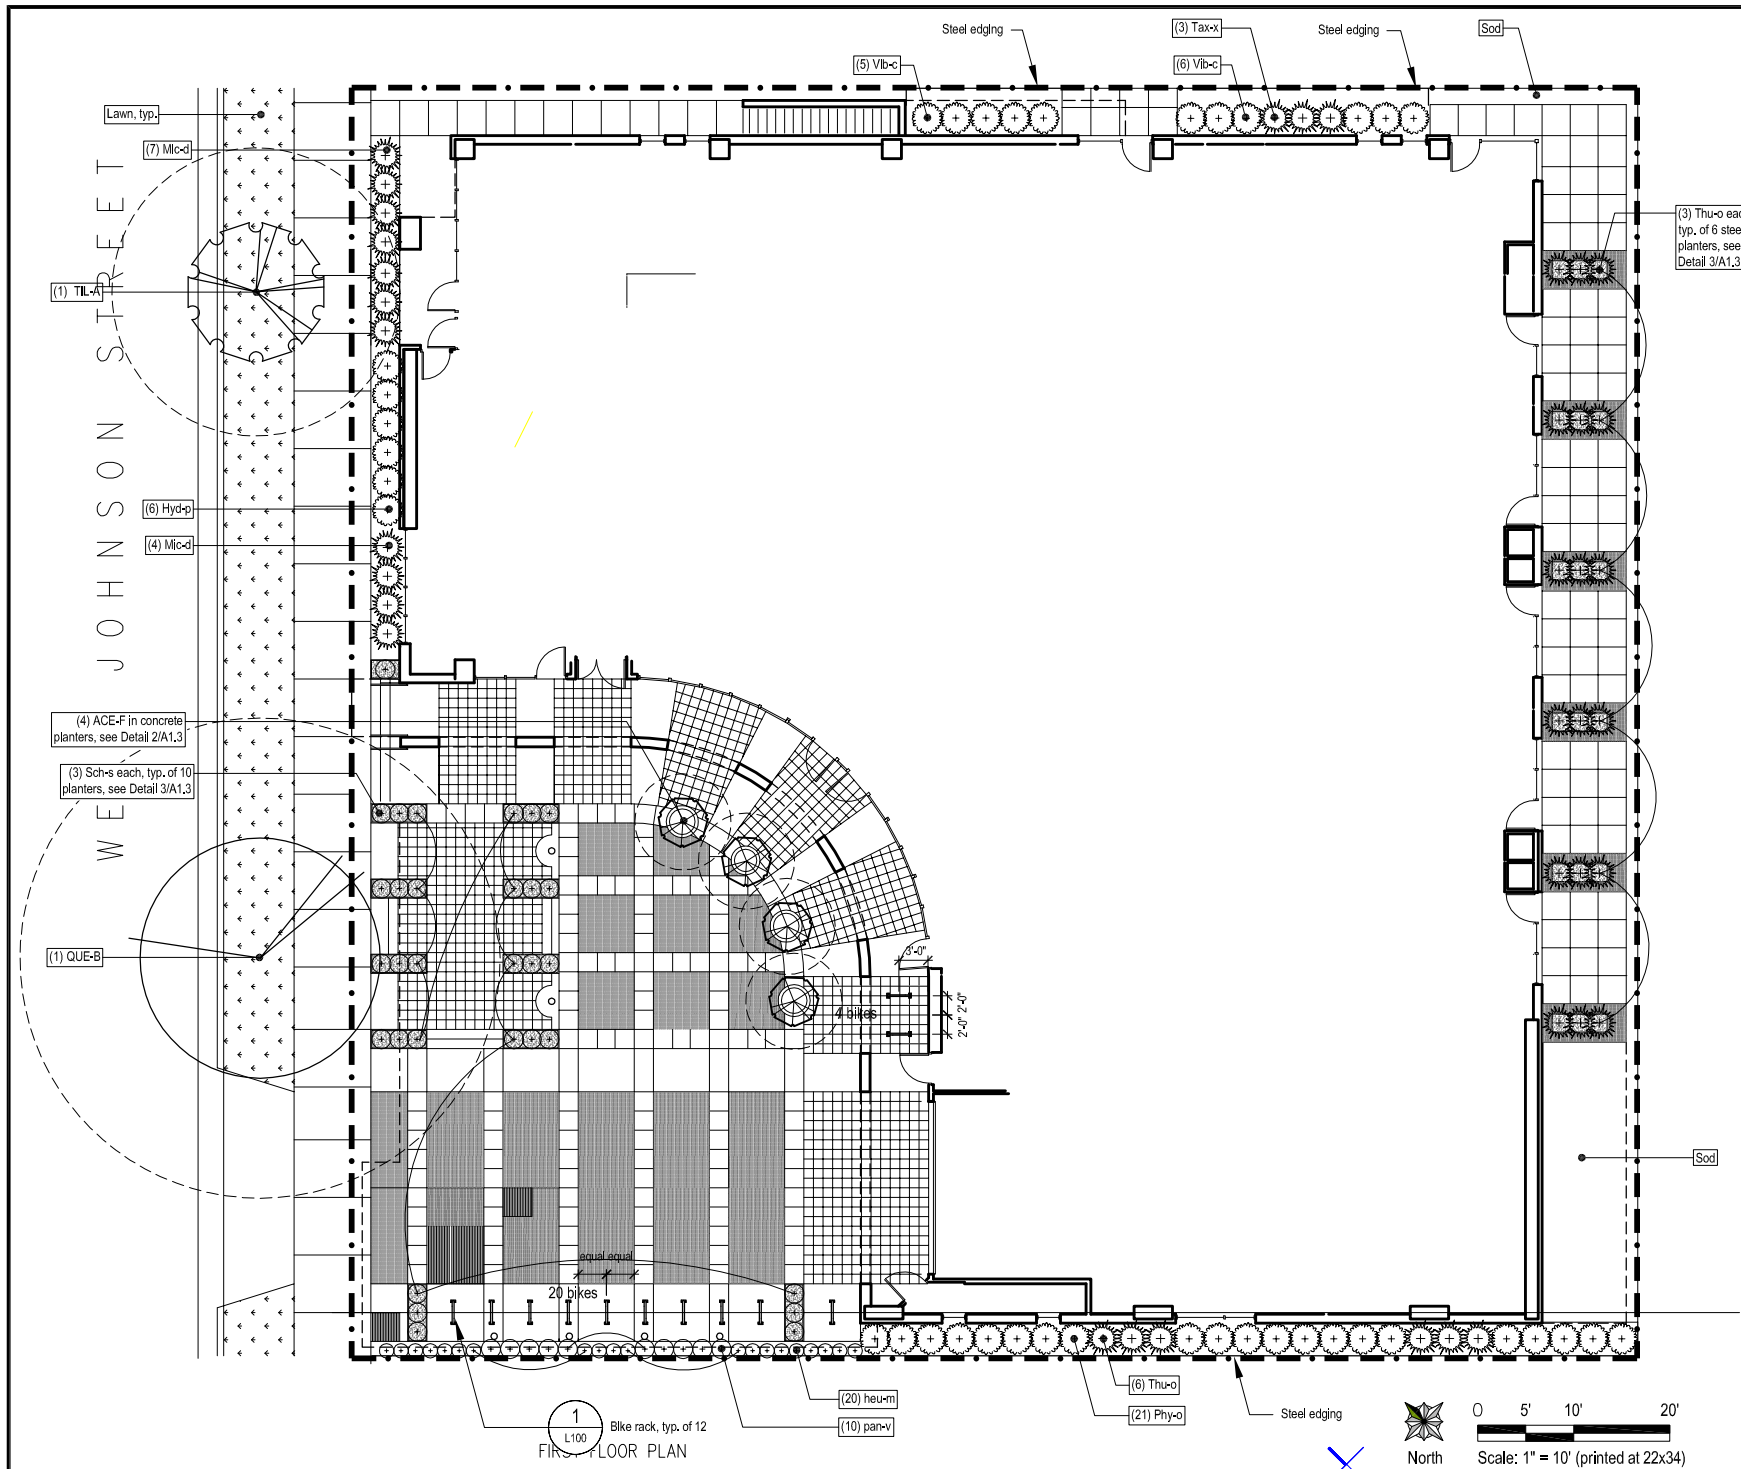 Steel edging
(3) Tax-x
Steel edging
Sod
(5) Vib-c
(6) Vib-c
Lawn, typ.
(7) Mic-d
(3) Thu-o eac
typ. of 6 stee
planters, see
Detail 3/A1.3
(1) TIL-A
W E JOHNSON STREET
(6) Hyd-p
(4) Mic-d
(4) ACE-F in concrete
planters, see Detail 2/A1.3
(3) Sch-s each, typ. of 10
planters, see Detail 3/A1.3
(1) QUE-B
3'-0"
4 bikes
2'-0" 2'-0"
Sod
equal equal
20 bikes
(6) Thu-o
(20) heu-m
(21) Phy-o
Steel edging
(10) pan-v
1
L100
Bike rack, typ. of 12
FIRST FLOOR PLAN
North
0 5' 10' 20'
Scale: 1" = 10' (printed at 22x34)